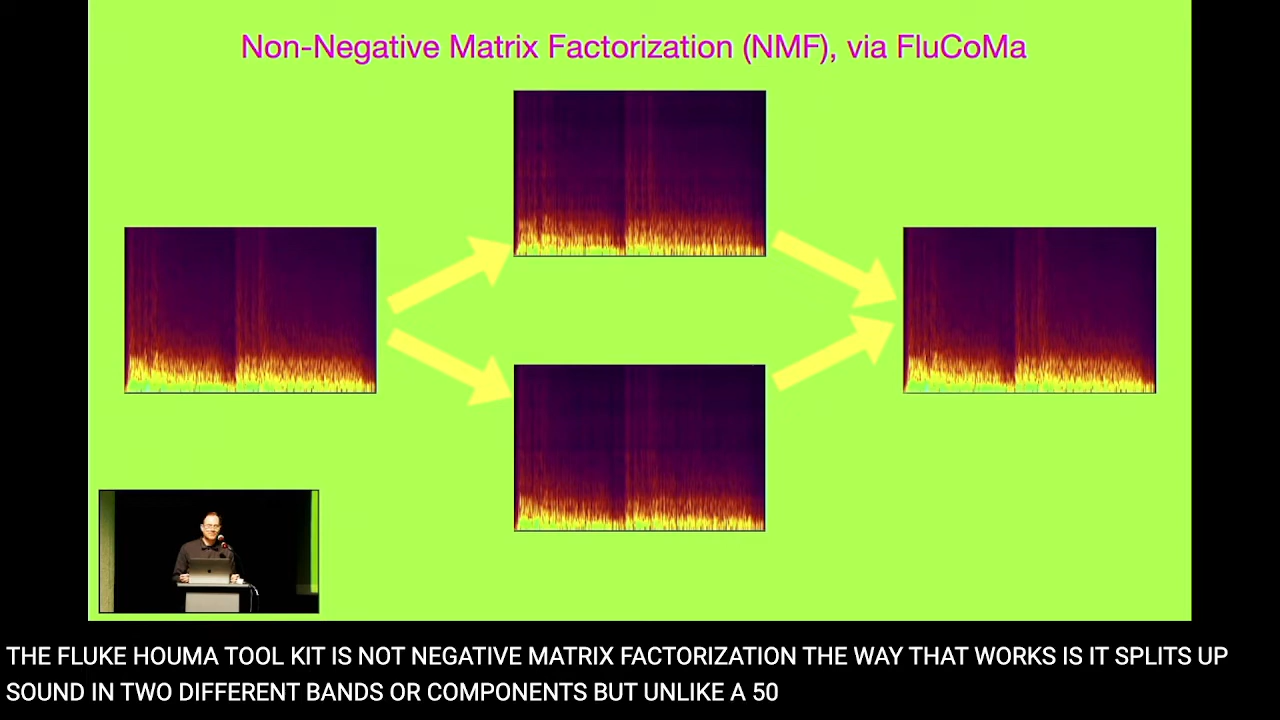 Non-Negative Matrix Factorization (NMF), via FluCoMa
THE FLUKE HOUMA TOOL KIT IS NOT NEGATIVE MATRIX FACTORIZATION THE WAY THAT WORKS IS IT SPLITS UP
SOUND IN TWO DIFFERENT BANDS OR COMPONENTS BUT UNLIKE A 50